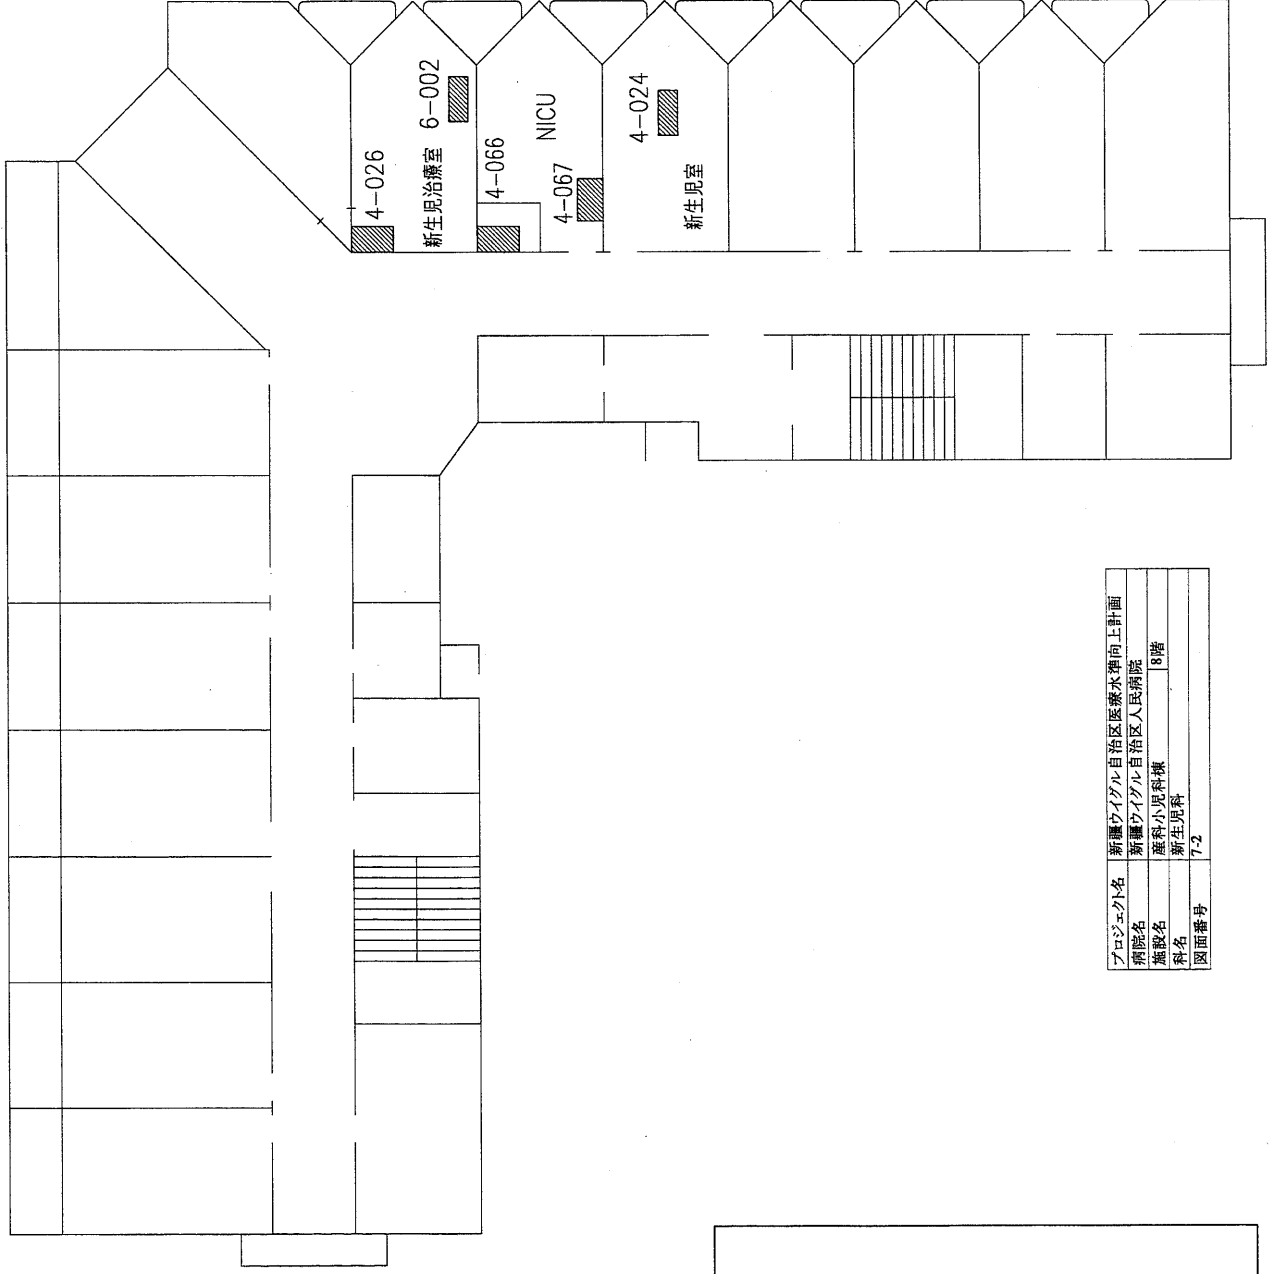 4-026
新生児治療室
6-002
4-066
NICU
4-067
4-024
新生児室
プロジェクト名 新疆ウイグル自治区医療水準向上計画
病院名 新疆ウイグル自治区人民病院
施設名 産科小児科棟 8階
科名 新生児科
図面番号 7-2